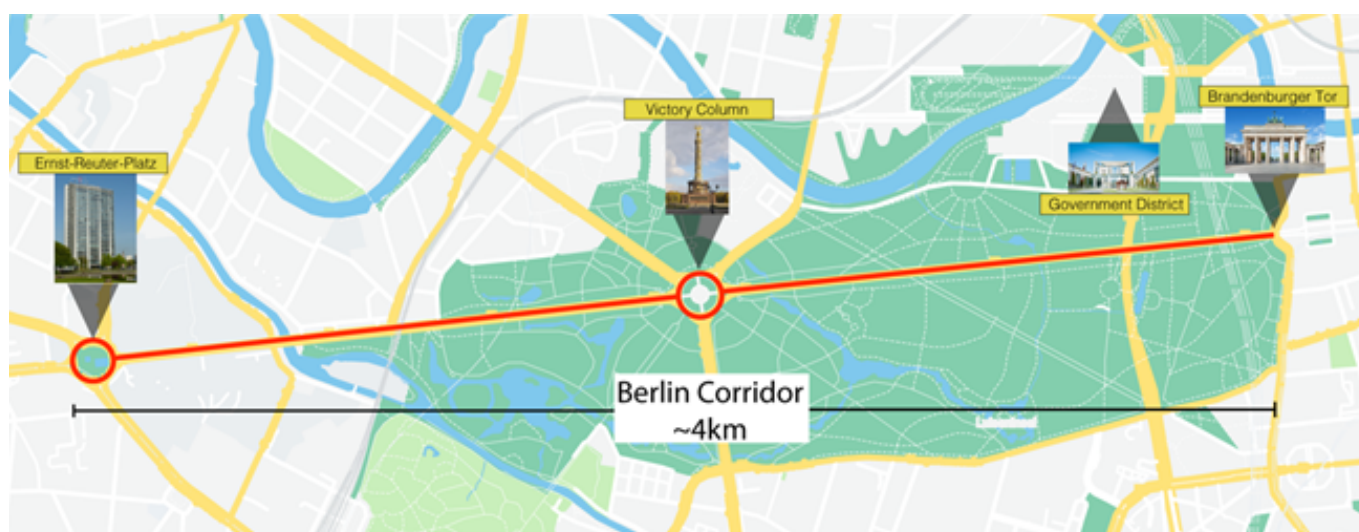 Victory Column
Brandenburger Tor
Ernst-Reuter-Platz
Government District
Berlin Corridor
~4km